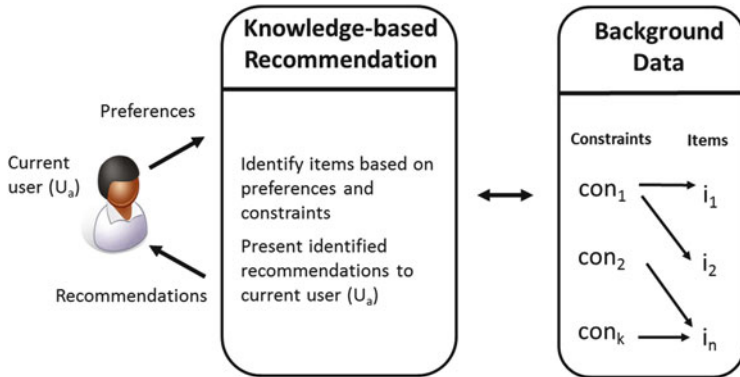 Knowledge-based
Recommendation
Background
Data
Preferences
Current
user (Ua)
Recommendations
Identify items based on
preferences and
constraints
Present identified
recommendations to
current user (Ua)
Constraints Items
con1 i1
con2 i2
conk in